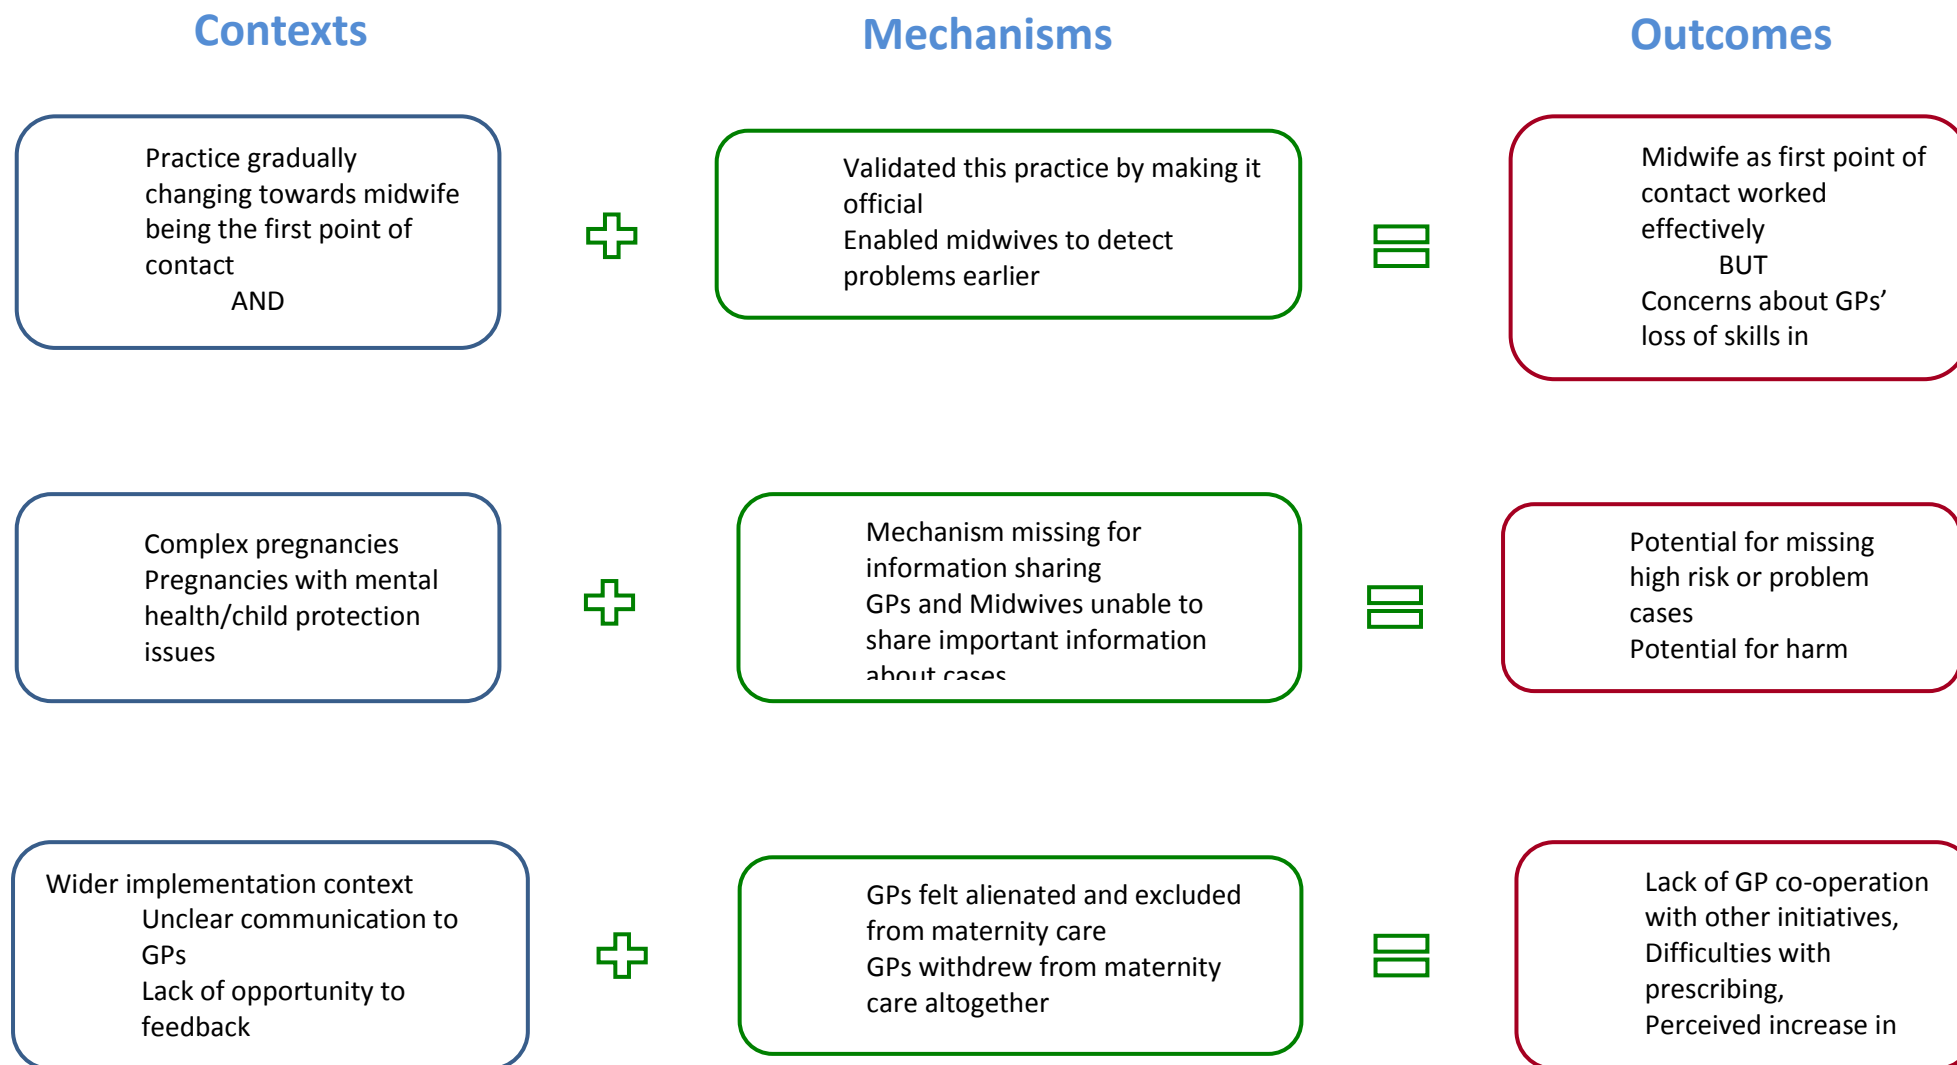 Contexts
Mechanisms
Outcomes
Practice gradually
changing towards midwife
being the first point of
contact
AND
Validated this practice by making it
official
Enabled midwives to detect
problems earlier
Midwife as first point of
contact worked
effectively
BUT
Concerns about GPs’
loss of skills in
Complex pregnancies
Pregnancies with mental
health/child protection
issues
Mechanism missing for
information sharing
GPs and Midwives unable to
share important information
about cases
Potential for missing
high risk or problem
cases
Potential for harm
Wider implementation context
Unclear communication to
GPs
Lack of opportunity to
feedback
GPs felt alienated and excluded
from maternity care
GPs withdrew from maternity
care altogether
Lack of GP co-operation
with other initiatives,
Difficulties with
prescribing,
Perceived increase in